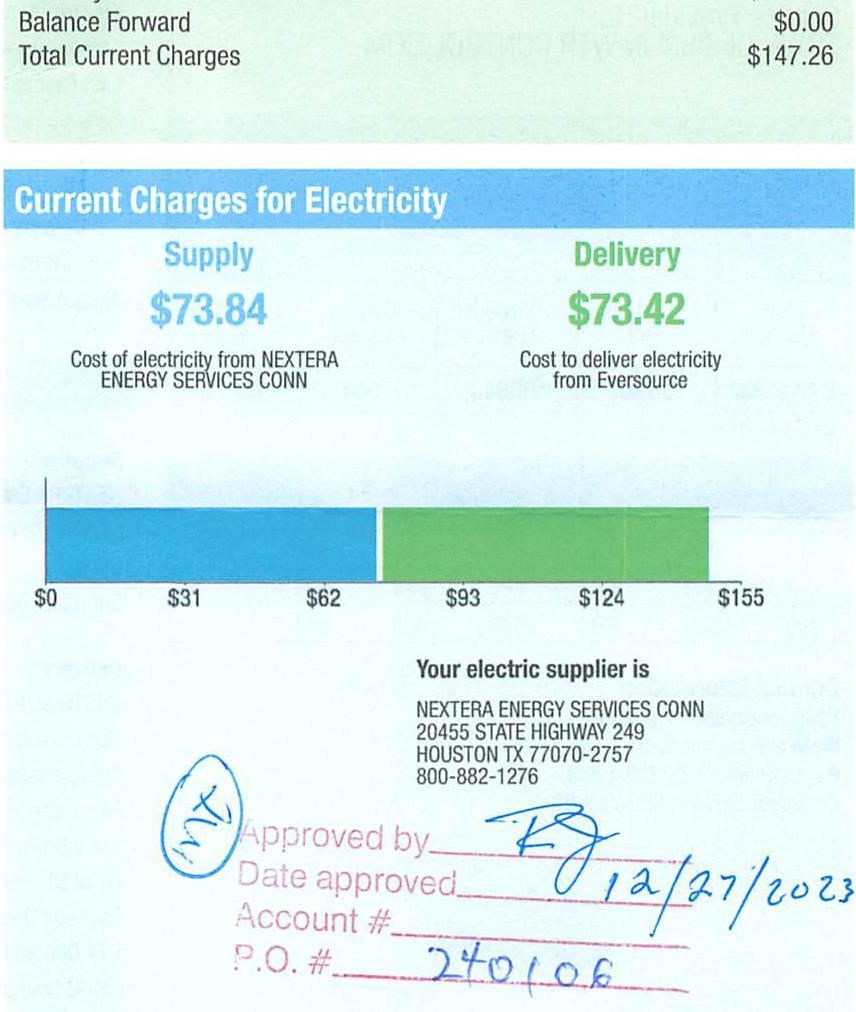 Balance Forward $0.00
Total Current Charges $147.26
Current Charges for Electricity
Supply Delivery
$73.84 $73.42
Cost of electricity from NEXTERA Cost to deliver electricity
ENERGY SERVICES CONN from Eversource
$0 $31 $62 $93 $124 $155
Your electric supplier is
NEXTERA ENERGY SERVICES CONN
20455 STATE HIGHWAY 249
HOUSTON TX 77070-2757
800-882-1276
Approved by
Date approved 12/27/2023
Account #
P.O. # 240106